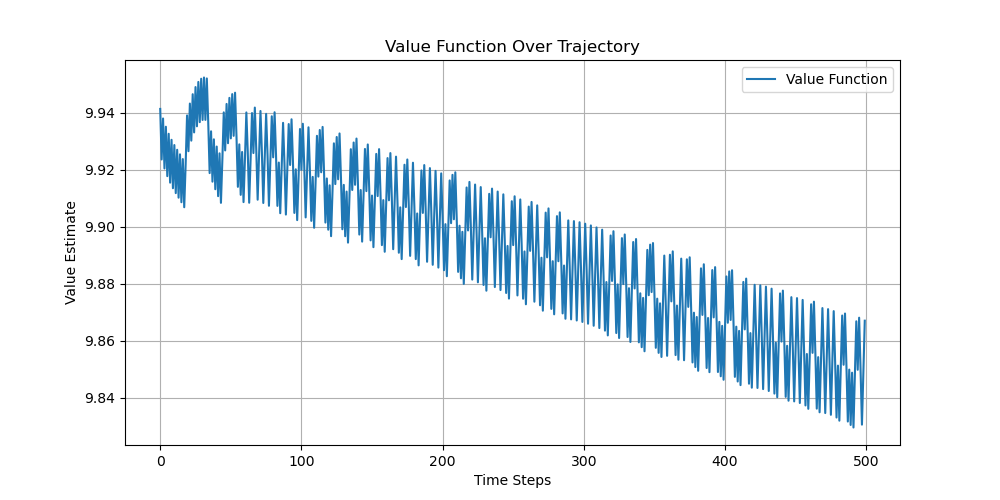 Value Function Over Trajectory
Value Function
9.94
9.92
9.90
9.88
9.86
9.84
Value Estimate
0 100 200 300 400 500
Time Steps